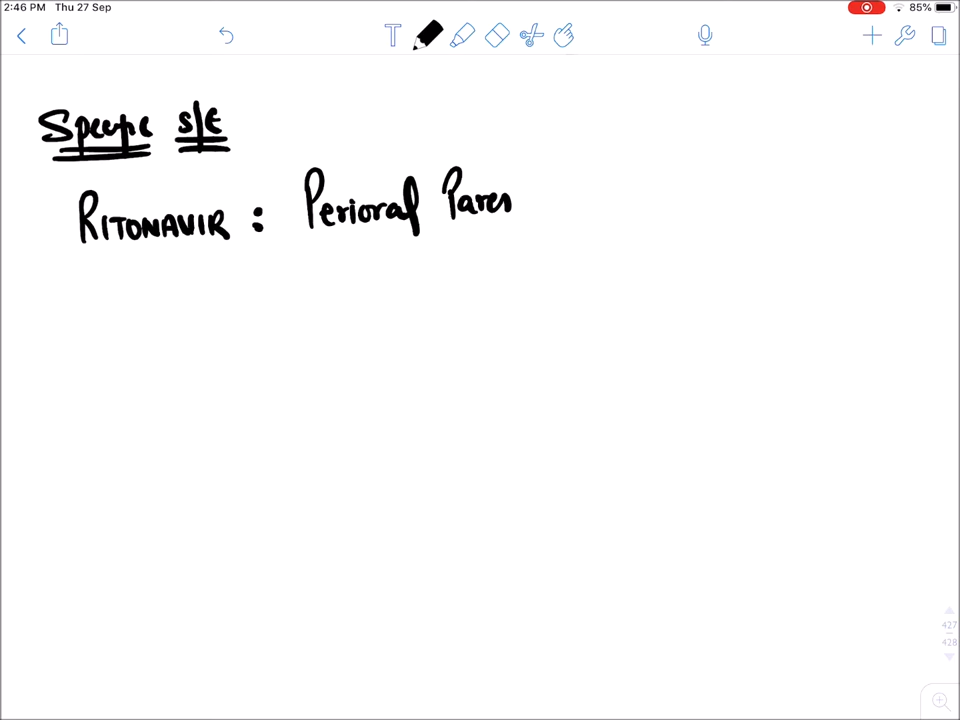 2:46 PM Thu 27 Sep
85%
T
Specific S/E
RITONAVIR : Perioral Pares
427
428